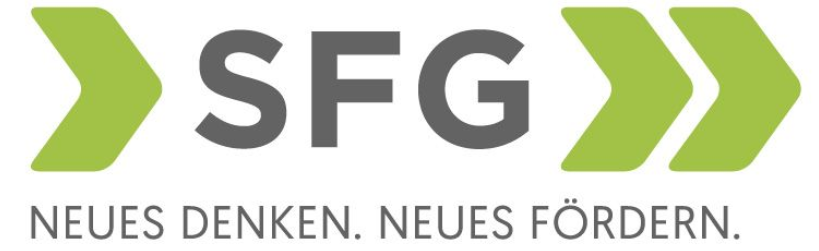 SFG
NEUES DENKEN. NEUES FÖRDERN.